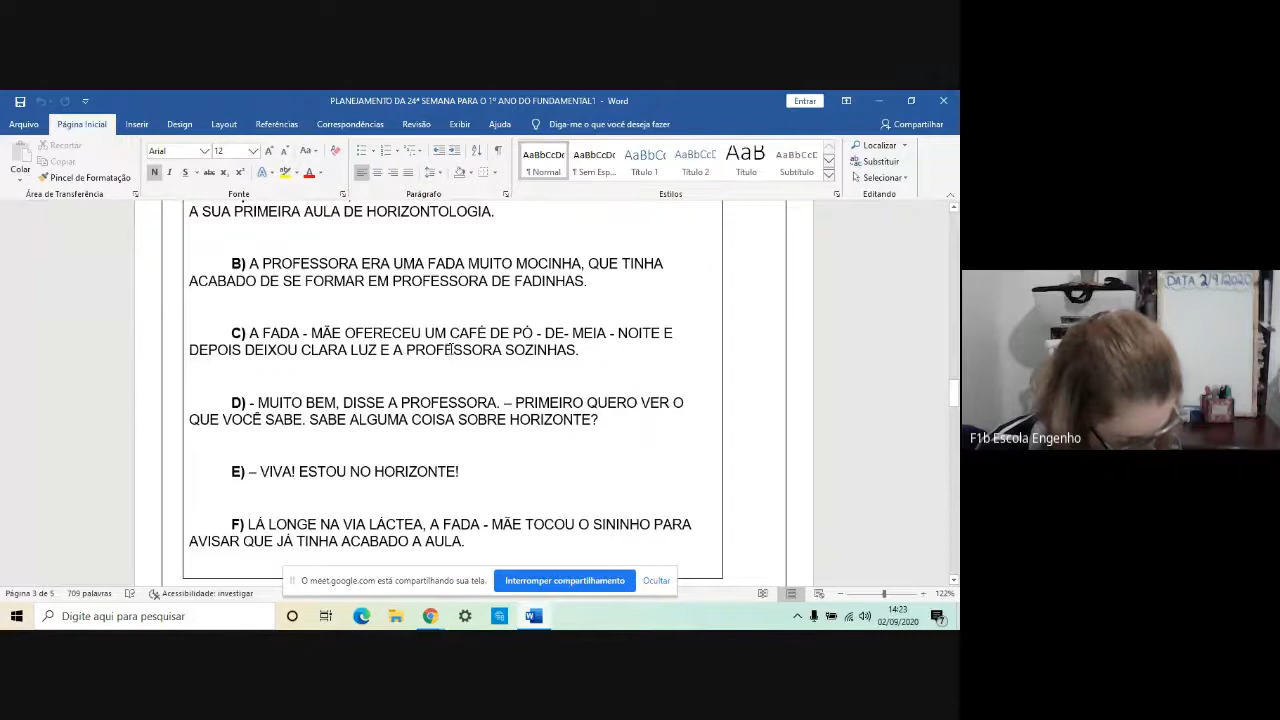 PLANEJAMENTO DA 24ª SEMANA PARA O 1º ANO DO FUNDAMENTAL1 - Word
Entrar
Arquivo Página Inicial Inserir Design Layout Referências Correspondências Revisão Exibir Ajuda Diga-me o que você deseja fazer Compartilhar
Colar
Recortar
Copiar
Pincel de Formatação
Área de Transferência
Arial 12
Fonte
Parágrafo
AaBbCcDc AaBbCcDc AaBbCc AaBbCcD AaB AaBbCcD
¶ Normal ¶ Sem Esp... Título 1 Título 2 Título Subtítulo
Estilos
Localizar
Substituir
Selecionar
Editando
A SUA PRIMEIRA AULA DE HORIZONTOLOGIA.
B) A PROFESSORA ERA UMA FADA MUITO MOCINHA, QUE TINHA
ACABADO DE SE FORMAR EM PROFESSORA DE FADINHAS.
C) A FADA - MÃE OFERECEU UM CAFÉ DE PÓ - DE- MEIA - NOITE E
DEPOIS DEIXOU CLARA LUZ E A PROFESSORA SOZINHAS.
D) - MUITO BEM, DISSE A PROFESSORA. – PRIMEIRO QUERO VER O
QUE VOCÊ SABE. SABE ALGUMA COISA SOBRE HORIZONTE?
E) – VIVA! ESTOU NO HORIZONTE!
F) LÁ LONGE NA VIA LÁCTEA, A FADA - MÃE TOCOU O SININHO PARA
AVISAR QUE JÁ TINHA ACABADO A AULA.
O meet.google.com está compartilhando sua tela. Interromper compartilhamento Ocultar
Página 3 de 5 709 palavras Acessibilidade: investigar 122%
Digite aqui para pesquisar
14:23
02/09/2020
7
DATA 2/9/2020
F1b Escola Engenho